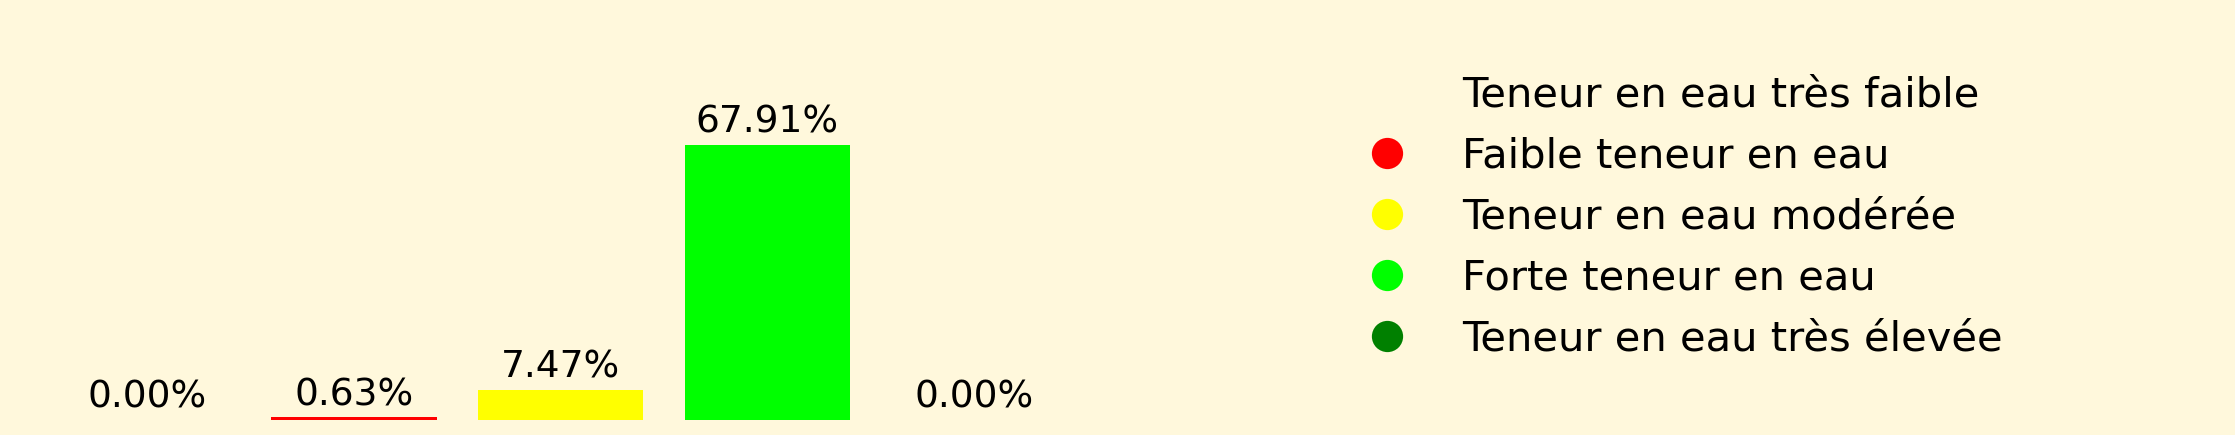 0.00%
0.63%
7.47%
67.91%
0.00%
Teneur en eau très faible
Faible teneur en eau
Teneur en eau modérée
Forte teneur en eau
Teneur en eau très élevée